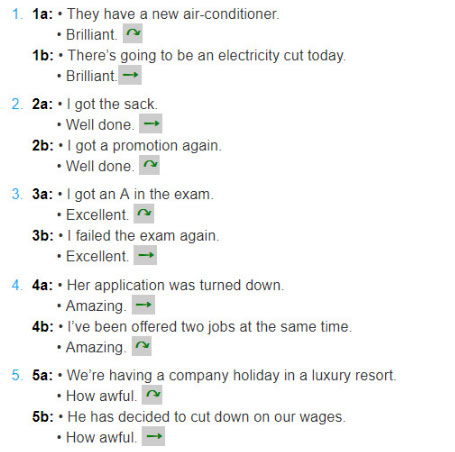 1. 1a: • They have a new air-conditioner.
• Brilliant.
1b: • There's going to be an electricity cut today.
• Brilliant.
2. 2a: • I got the sack.
• Well done.
2b: • I got a promotion again.
• Well done.
3. 3a: • I got an A in the exam.
• Excellent.
3b: • I failed the exam again.
• Excellent.
4. 4a: • Her application was turned down.
• Amazing.
4b: • I've been offered two jobs at the same time.
• Amazing.
5. 5a: • We're having a company holiday in a luxury resort.
• How awful.
5b: • He has decided to cut down on our wages.
• How awful.